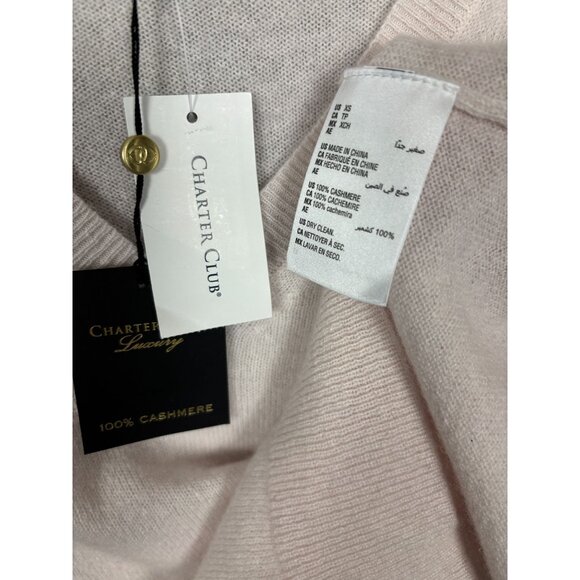 CHARTER CLUB®
CHARTER
Luxury
100% CASHMERE
US XS
CA TP
MX XCH
AE صغير جدًا
US MADE IN CHINA
CA FABRIQUÉ EN CHINE
MX HECHO EN CHINA
AE صنع في الصين
US 100% CASHMERE
CA 100% CACHEMIRE
MX 100% cachemira
AE 100% كشمير
US DRY CLEAN.
CA NETTOYER À SEC.
MX LAVAR EN SECO.